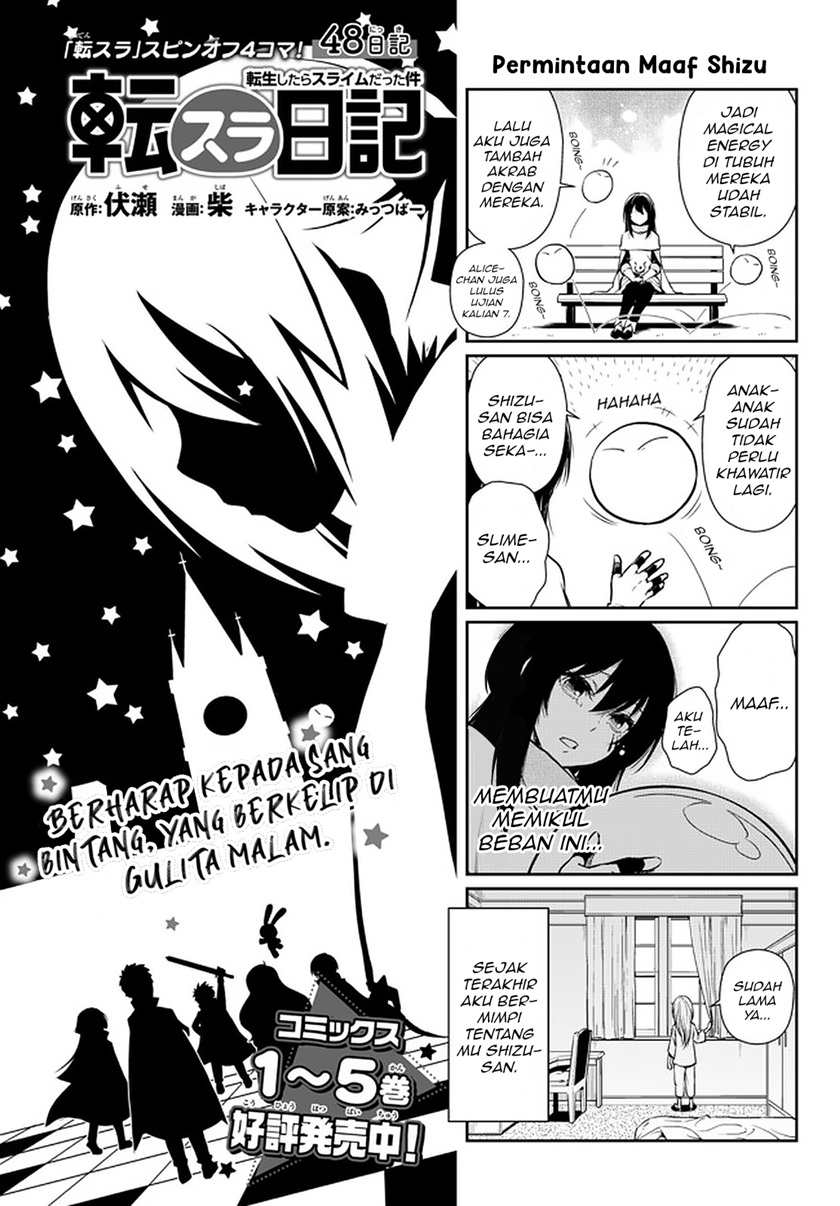 「転スラ」スピンオフ4コマ!
48日記
転生したらスライムだった件
転スラ日記
原作:伏瀬 漫画:柴 キャラクター原案:みっつばー
BERHARAP KEPADA SANG
BINTANG, YANG BERKELIP DI
GULITA MALAM.
コミックス
1〜5巻
好評発売中!
Permintaan Maaf Shizu
JADI
MAGICAL
ENERGY
DI TUBUH
MEREKA
UDAH
STABIL.
LALU
AKU JUGA
TAMBAH
AKRAB
DENGAN
MEREKA.
BOING~
BOING~
BOING~
ALICE-
CHAN JUGA
LULUS
UJIAN
KALIAN 7.
ANAK-
ANAK
SUDAH
TIDAK
PERLU
KHAWATIR
LAGI.
HAHAHA
SHIZU-
SAN BISA
BAHAGIA
SEKA-...
BOING~
SLIME-
SAN...
MAAF...
AKU
TE-
LAH...
MEMBUATMU
MEMIKUL
BEBAN INI...
SUDAH
LAMA
YA...
SEJAK
TERAKHIR
AKU BER-
MIMPI
TENTANG
MU SHIZU-
SAN.